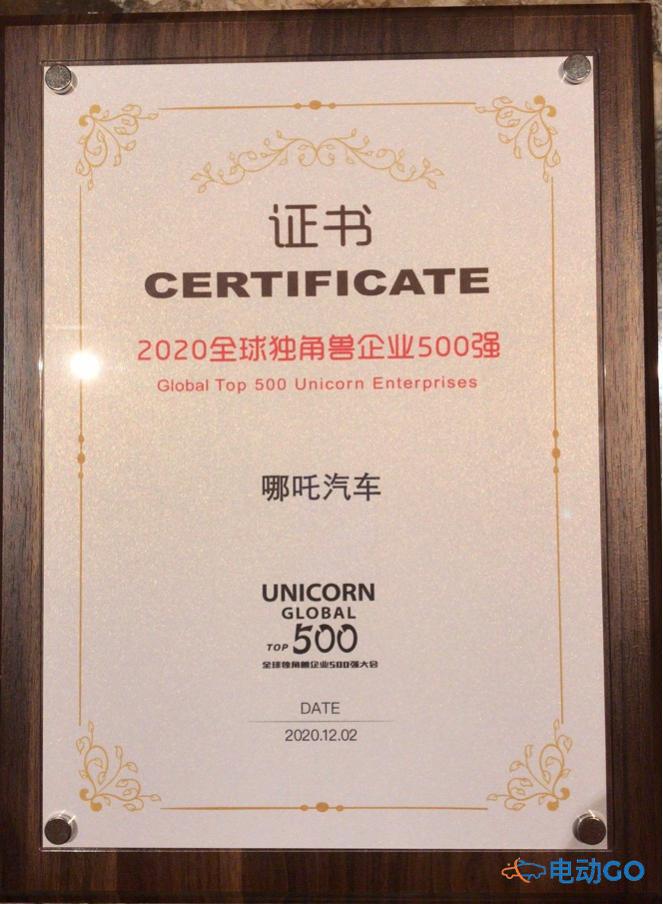 证书
CERTIFICATE
2020全球独角兽企业500强
Global Top 500 Unicorn Enterprises
哪吒汽车
UNICORN
GLOBAL
TOP 500
全球独角兽企业500强大会
DATE
2020.12.02
电动GO